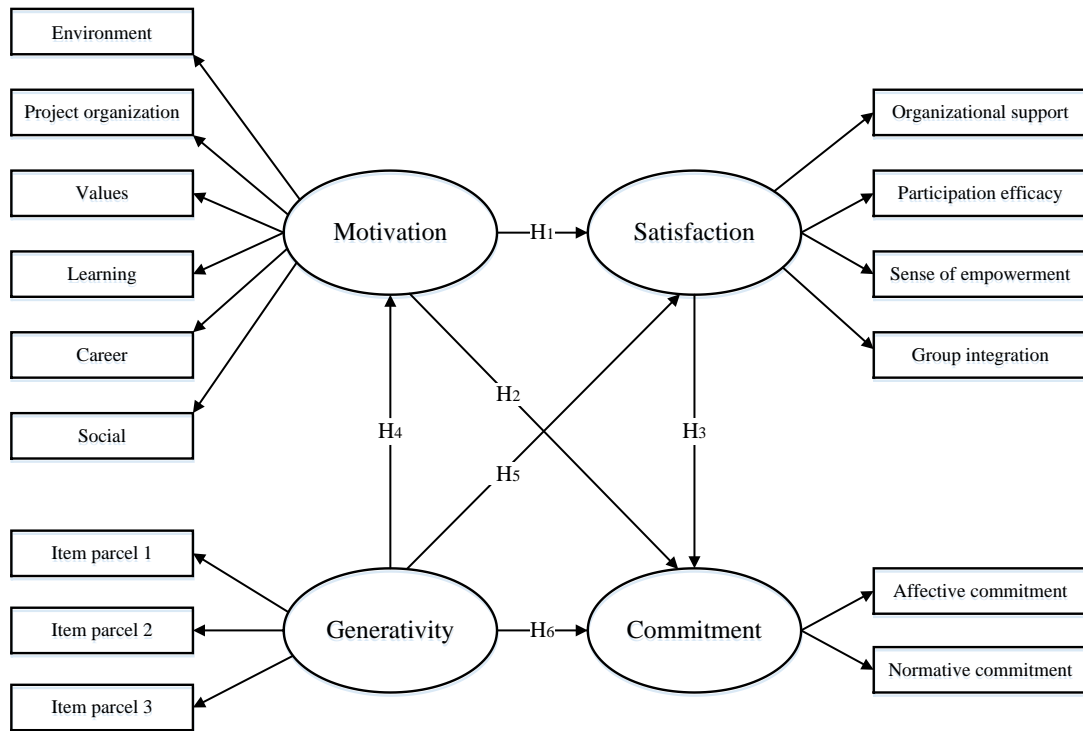 Environment
Project organization
Values
Learning
Career
Social
Motivation
H1
Satisfaction
Organizational support
Participation efficacy
Sense of empowerment
Group integration
H2
H4
H3
H5
Item parcel 1
Item parcel 2
Item parcel 3
Generativity
H6
Commitment
Affective commitment
Normative commitment